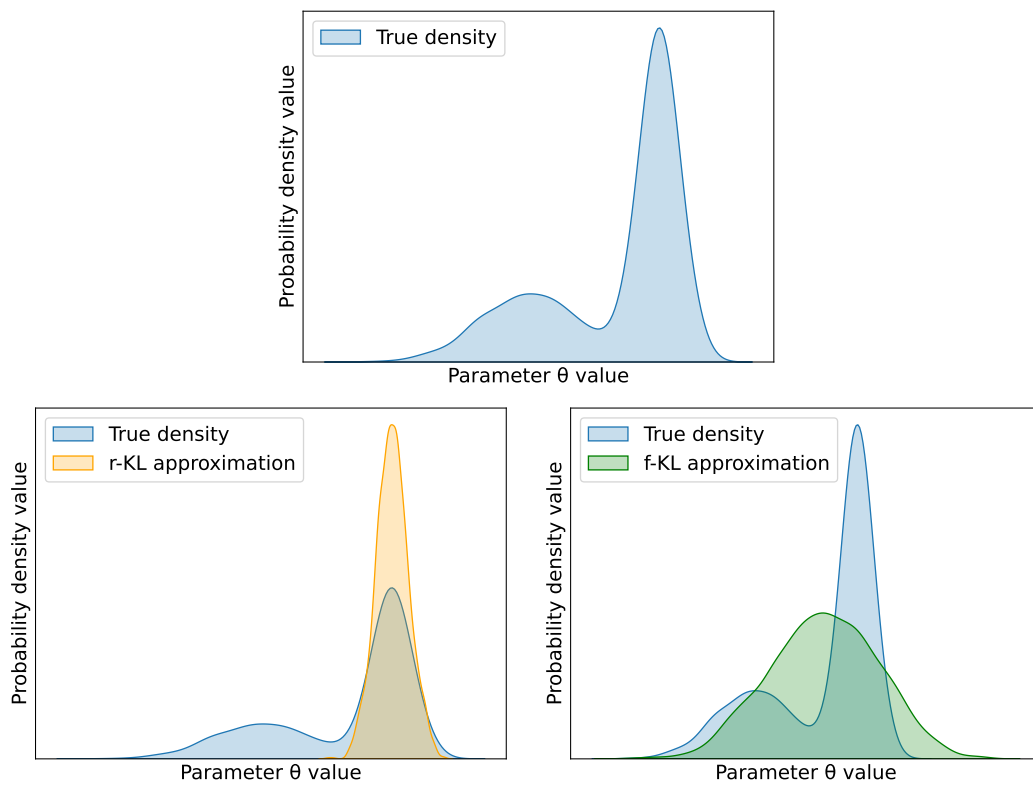 True density
Probability density value
Parameter θ value
True density
r-KL approximation
Probability density value
Parameter θ value
True density
f-KL approximation
Probability density value
Parameter θ value